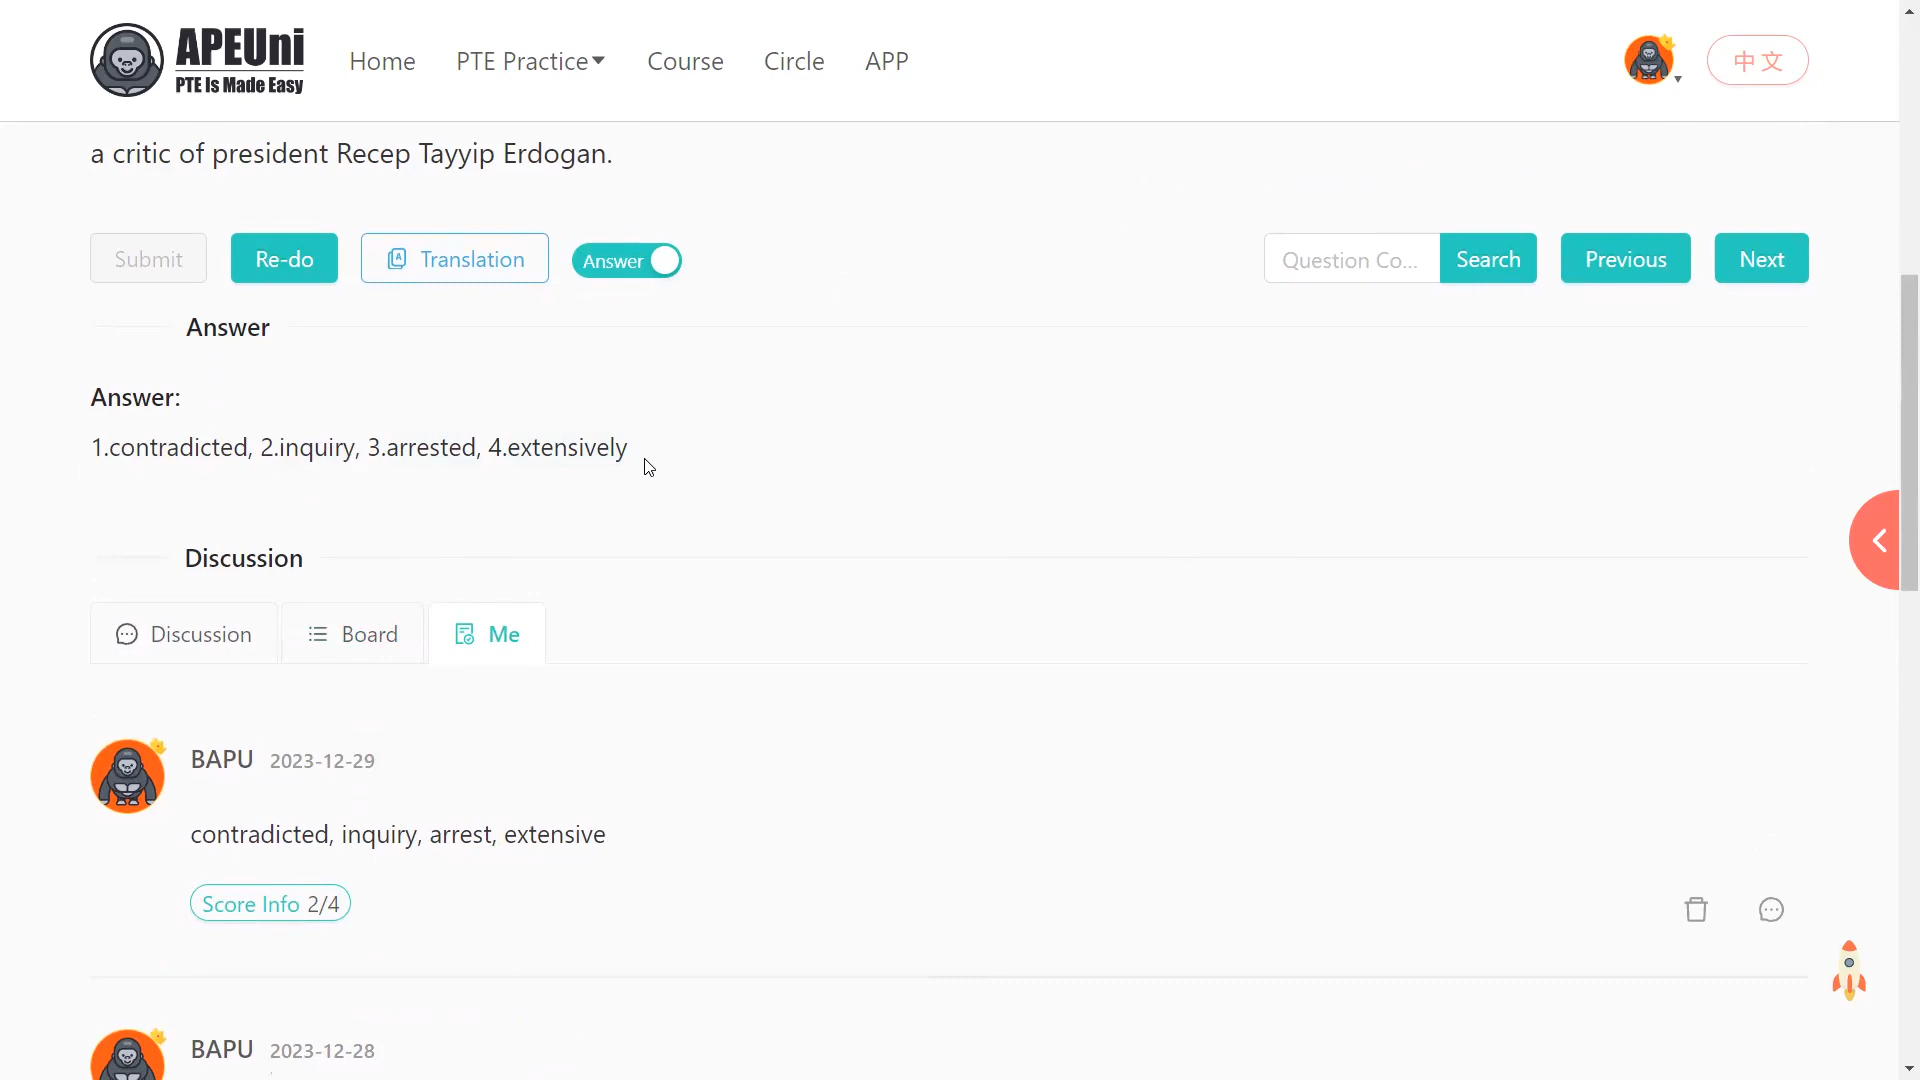 APEUni
PTE Is Made Easy
Home PTE Practice Course Circle APP
中文
a critic of president Recep Tayyip Erdogan.
Submit Re-do Translation Answer Question Co... Search Previous Next
Answer
Answer:
1.contradicted, 2.inquiry, 3.arrested, 4.extensively
Discussion
Discussion Board Me
BAPU 2023-12-29
contradicted, inquiry, arrest, extensive
Score Info 2/4
BAPU 2023-12-28